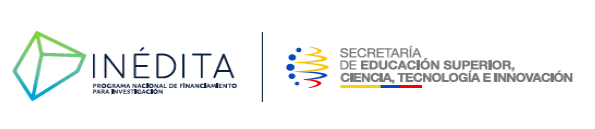 INÉDITA
PROGRAMA NACIONAL DE FINANCIAMIENTO
PARA INVESTIGACIÓN
SECRETARÍA
DE EDUCACIÓN SUPERIOR,
CIENCIA, TECNOLOGÍA E INNOVACIÓN